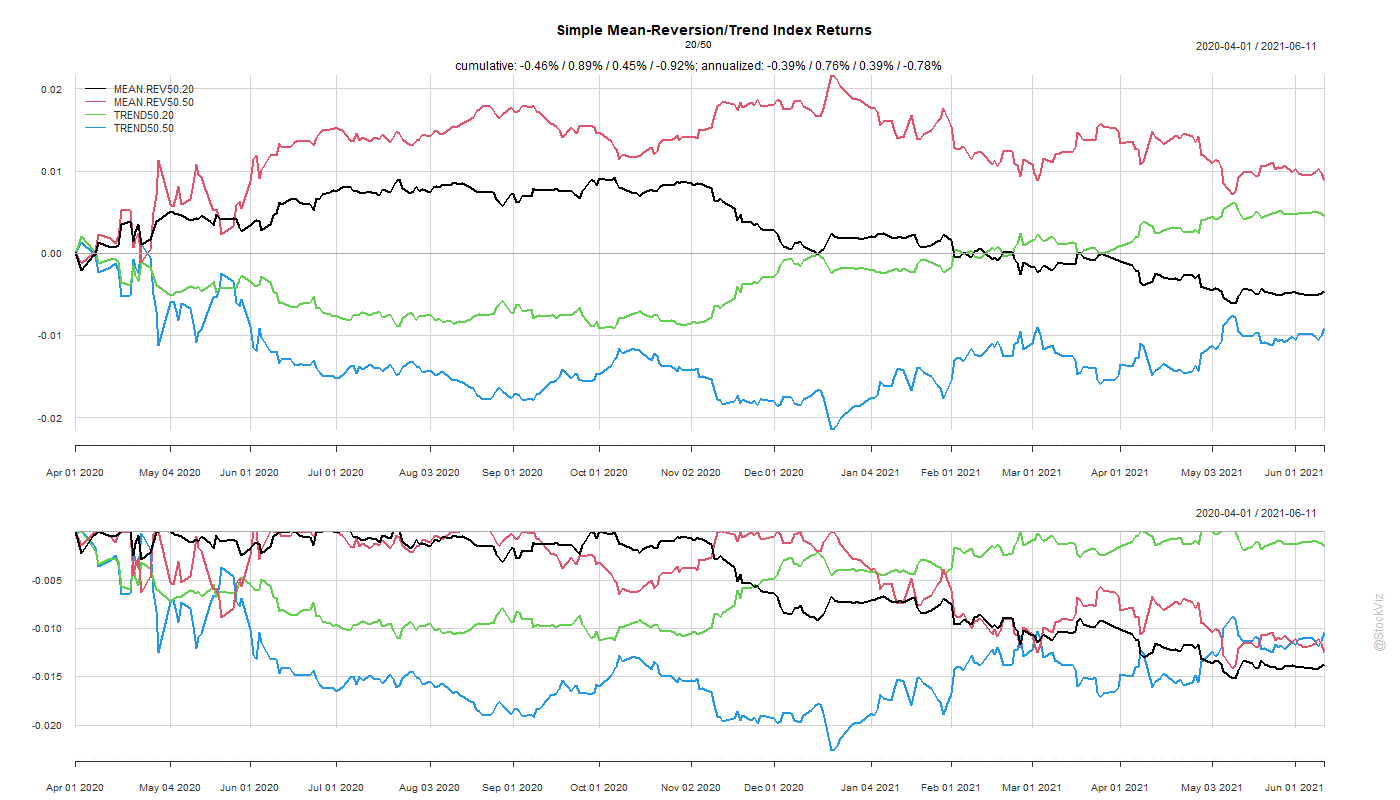 Simple Mean-Reversion/Trend Index Returns
20/50
2020-04-01 / 2021-06-11
cumulative: -0.46% / 0.89% / 0.45% / -0.92%; annualized: -0.39% / 0.76% / 0.39% / -0.78%
MEAN.REV50.20
MEAN.REV50.50
TREND50.20
TREND50.50
0.02
0.01
0.00
-0.01
-0.02
Apr 01 2020 May 04 2020 Jun 01 2020 Jul 01 2020 Aug 03 2020 Sep 01 2020 Oct 01 2020 Nov 02 2020 Dec 01 2020 Jan 04 2021 Feb 01 2021 Mar 01 2021 Apr 01 2021 May 03 2021 Jun 01 2021
2020-04-01 / 2021-06-11
-0.005
-0.010
-0.015
-0.020
Apr 01 2020 May 04 2020 Jun 01 2020 Jul 01 2020 Aug 03 2020 Sep 01 2020 Oct 01 2020 Nov 02 2020 Dec 01 2020 Jan 04 2021 Feb 01 2021 Mar 01 2021 Apr 01 2021 May 03 2021 Jun 01 2021
@StockViz